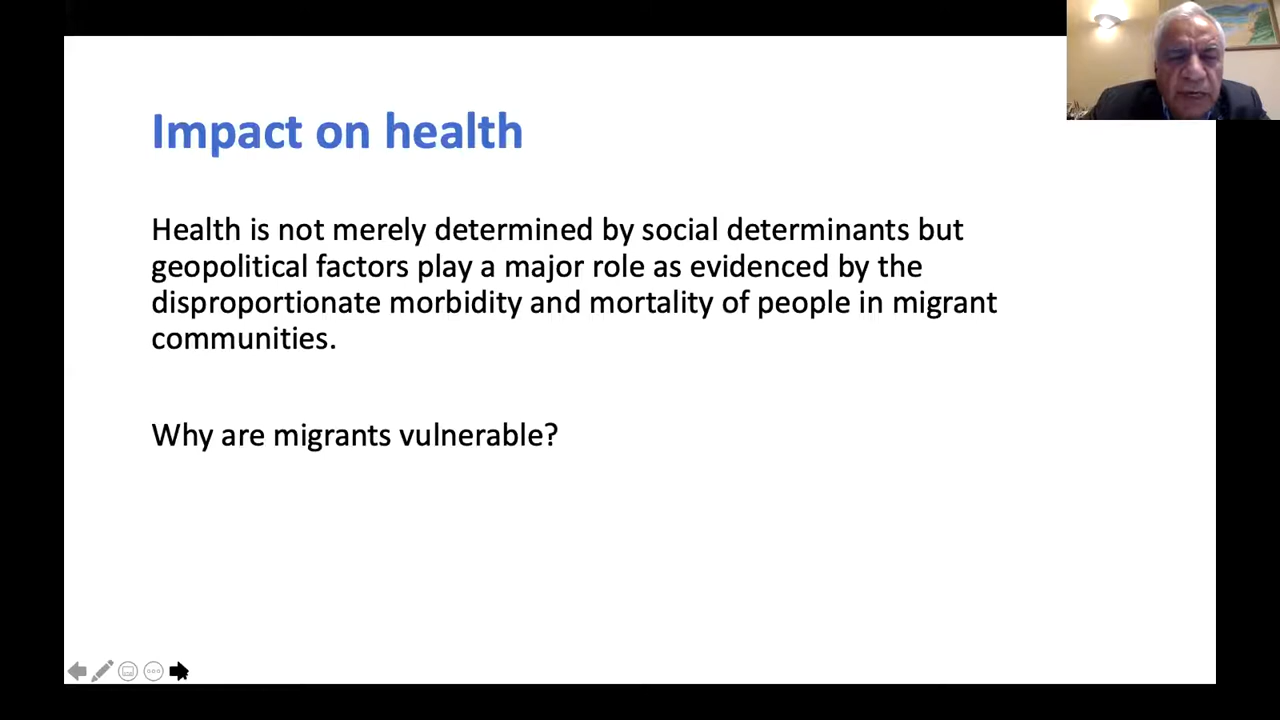 Impact on health
Health is not merely determined by social determinants but
geopolitical factors play a major role as evidenced by the
disproportionate morbidity and mortality of people in migrant
communities.
Why are migrants vulnerable?